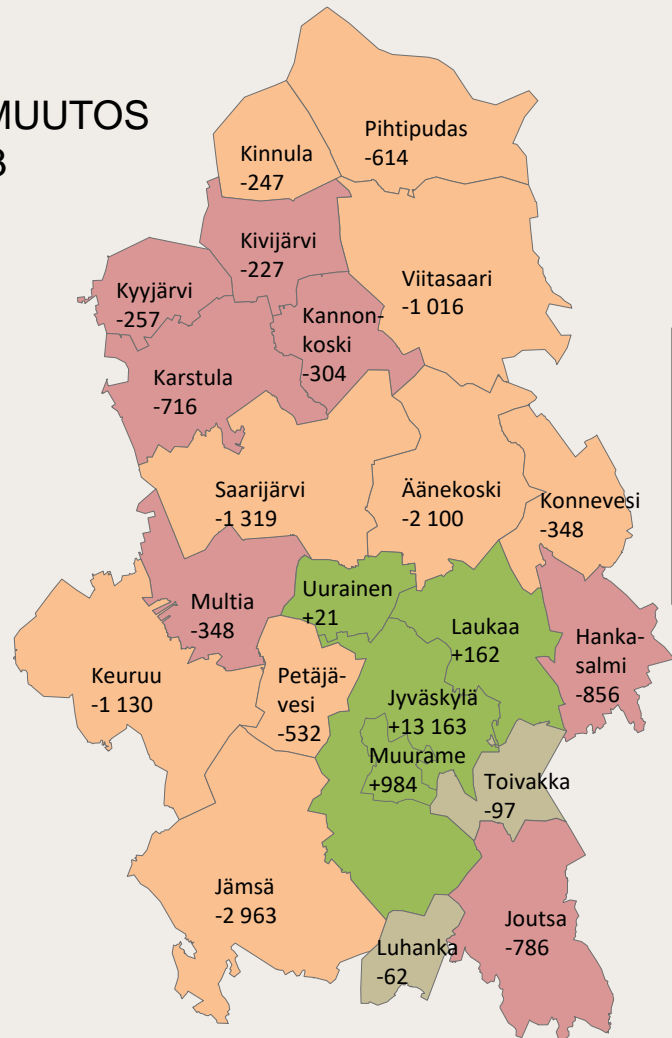 MUUTOS
Pihtipudas
-614
Kinnula
-247
Kivijärvi
-227
Viitasaari
-1 016
Kyyjärvi
-257
Kannon-
koski
-304
Karstula
-716
Saarijärvi
-1 319
Äänekoski
-2 100
Konnevesi
-348
Uurainen
+21
Multia
-348
Laukaa
+162
Hanka-
salmi
-856
Keuruu
-1 130
Petäjä-
vesi
-532
Jyväskylä
+13 163
Muurame
+984
Toivakka
-97
Jämsä
-2 963
Joutsa
-786
Luhanka
-62